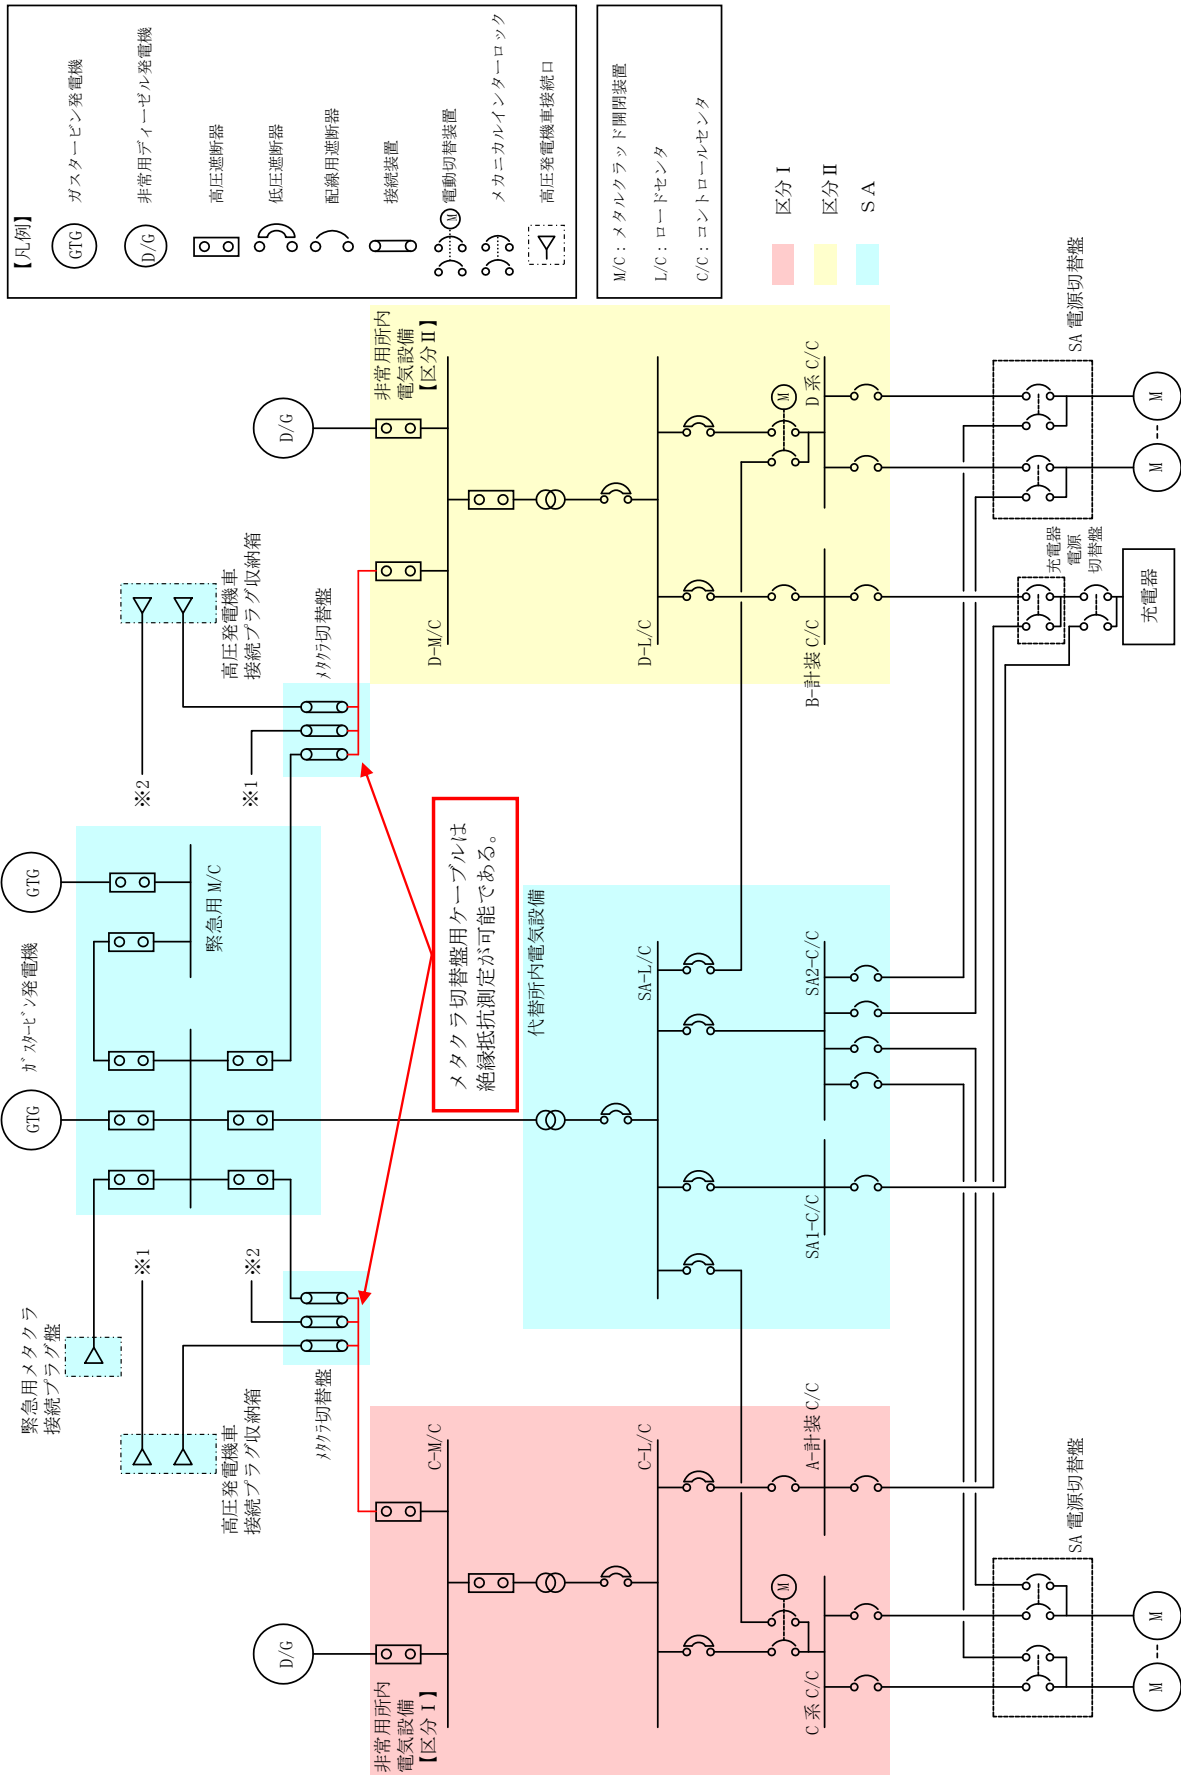 【凡例】
GTG
ガスタービン発電機
D/G
非常用ディーゼル発電機
高圧遮断器
低圧遮断器
配線用遮断器
接続装置
M
電動切替装置
メカニカルインターロック
高圧発電機車接続口
M/C：メタルクラッド開閉装置
L/C：ロードセンタ
C/C：コントロールセンタ
区分Ⅰ
区分Ⅱ
ＳＡ
GTG
ｶﾞｽﾀｰﾋﾞﾝ発電機
GTG
緊急用 M/C
緊急用メタクラ
接続プラグ盤
※1
※2
高圧発電機車
接続プラグ収納箱
ﾒﾀｸﾗ切替盤
※2
※1
高圧発電機車
接続プラグ収納箱
ﾒﾀｸﾗ切替盤
メタクラ切替盤用ケーブルは
絶縁抵抗測定が可能である。
D/G
非常用所内
電気設備
【区分Ⅰ】
C-M/C
C-L/C
M
C 系 C/C
A-計装 C/C
代替所内電気設備
SA-L/C
SA1-C/C
SA2-C/C
D/G
非常用所内
電気設備
【区分Ⅱ】
D-M/C
D-L/C
M
B-計装 C/C
D 系 C/C
SA 電源切替盤
M
M
充電器
電源
切替盤
充電器
SA 電源切替盤
M
M